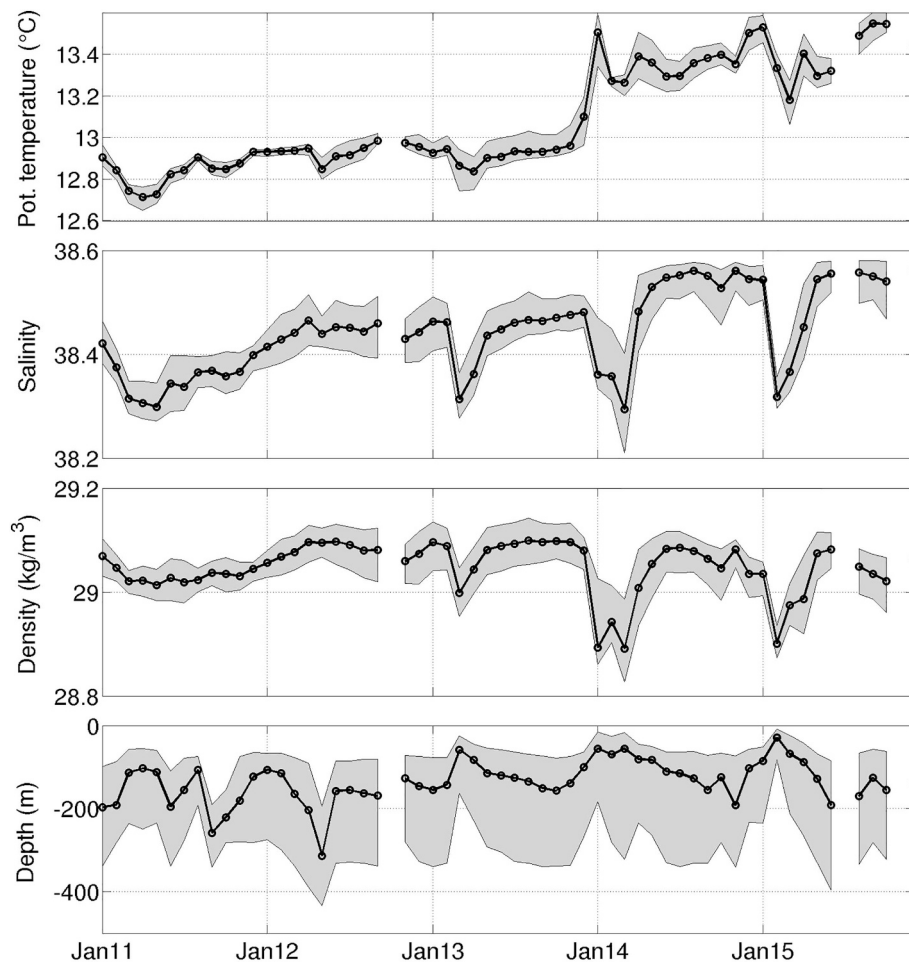 Pot. temperature (°C)
13.4
13.2
13
12.8
12.6
Salinity
38.6
38.4
38.2
Density (kg/m³)
29.2
29
28.8
Depth (m)
0
-200
-400
Jan11 Jan12 Jan13 Jan14 Jan15